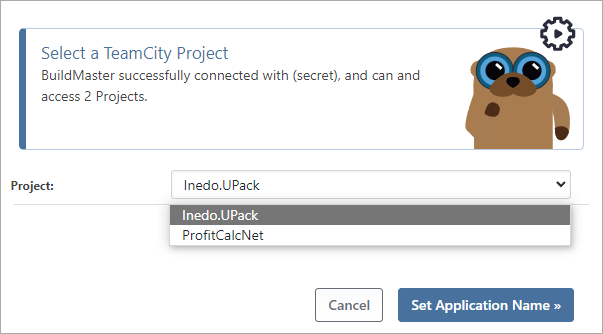 Select a TeamCity Project
BuildMaster successfully connected with (secret), and can and
access 2 Projects.
Project:
Inedo.UPack
Inedo.UPack
ProfitCalcNet
Cancel
Set Application Name »